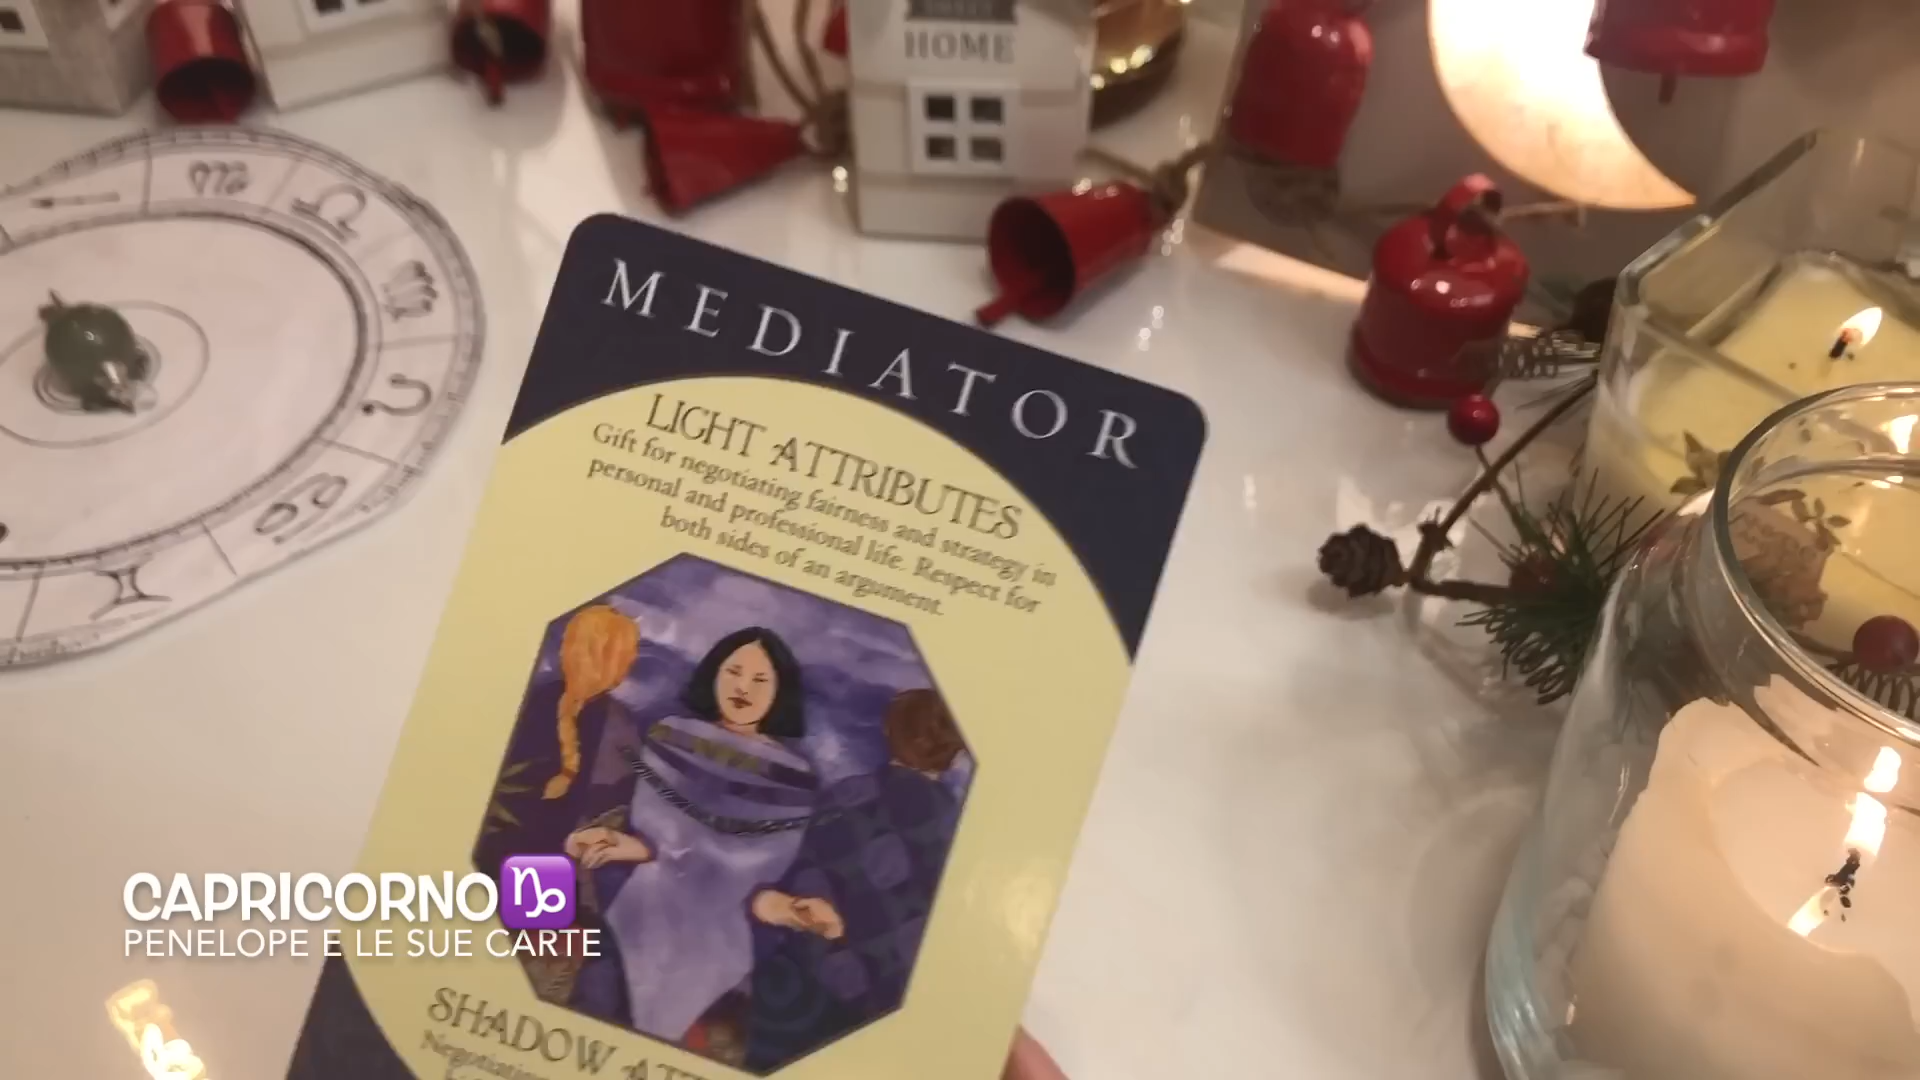 HOME
MEDIATOR
LIGHT ATTRIBUTES
Gift for negotiating fairness and strategy in
personal and professional life. Respect for
both sides of an argument.
CAPRICORNO♑
PENELOPE E LE SUE CARTE
SHADOW